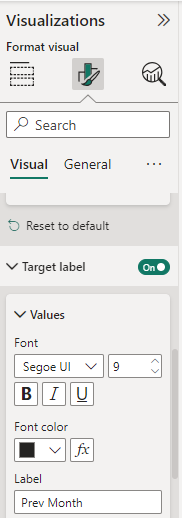 Visualizations »
Format visual
Search
Visual General ...
Reset to default
Target label On
Values
Font
Segoe UI 9
B I U
Font color
fx
Label
Prev Month